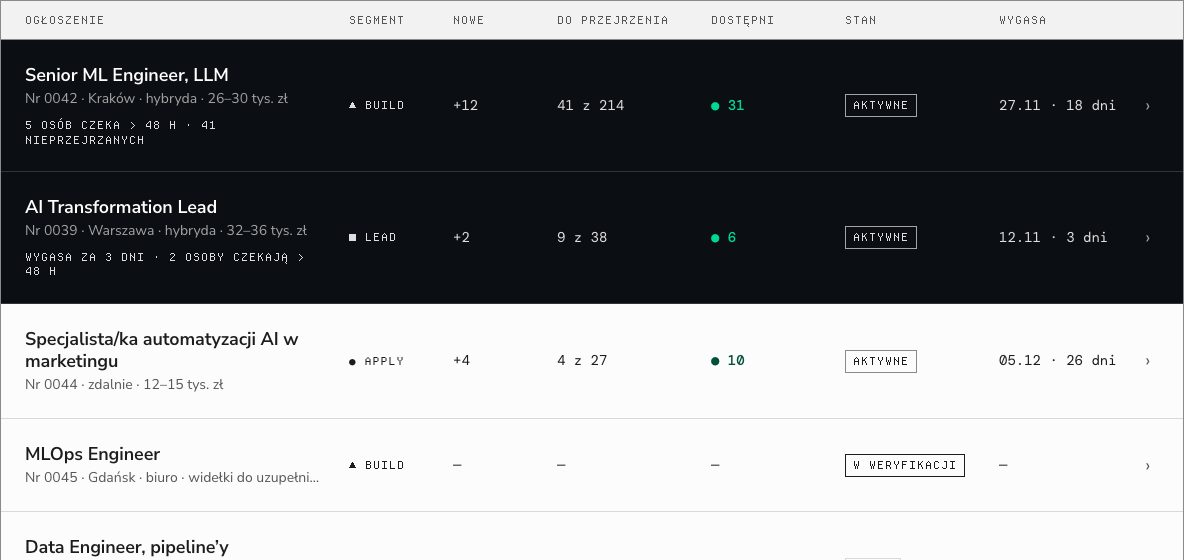 OGŁOSZENIE SEGMENT NOWE DO PRZEJRZENIA DOSTĘPNI STAN WYGASA
Senior ML Engineer, LLM
Nr 0042 · Kraków · hybryda · 26–30 tys. zł
5 OSÓB CZEKA > 48 H · 41
NIEPRZEJRZANYCH
▲ BUILD +12 41 z 214 ● 31 AKTYWNE 27.11 · 18 dni ›
AI Transformation Lead
Nr 0039 · Warszawa · hybryda · 32–36 tys. zł
WYGASA ZA 3 DNI · 2 OSOBY CZEKAJĄ >
48 H
■ LEAD +2 9 z 38 ● 6 AKTYWNE 12.11 · 3 dni ›
Specjalista/ka automatyzacji AI w
marketingu
Nr 0044 · zdalnie · 12–15 tys. zł
● APPLY +4 4 z 27 ● 10 AKTYWNE 05.12 · 26 dni ›
MLOps Engineer
Nr 0045 · Gdańsk · biuro · widełki do uzupełni...
▲ BUILD — — — W WERYFIKACJI — ›
Data Engineer, pipeline’y